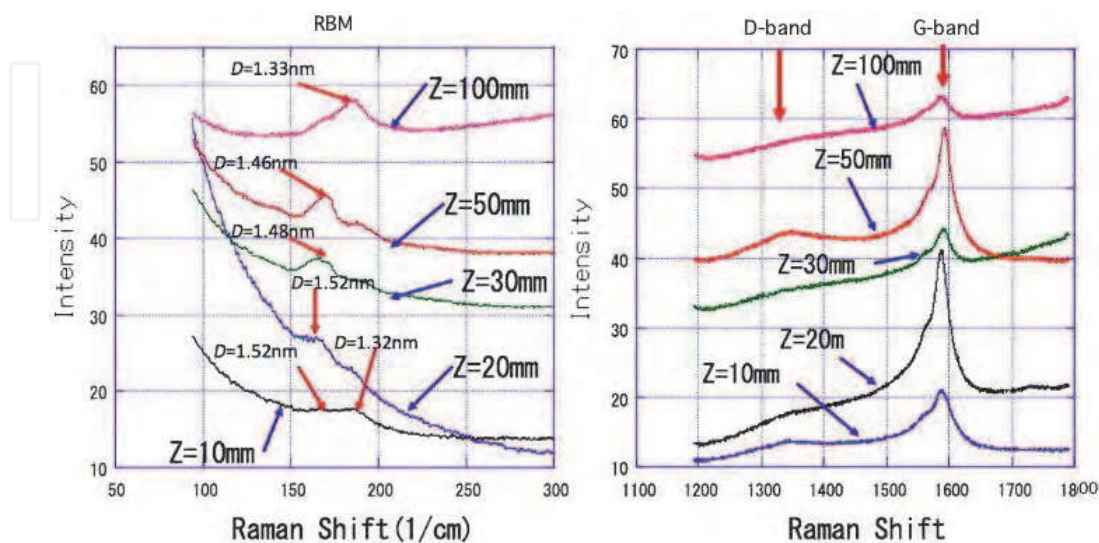 RBM
Intensity
60
50
40
30
20
10
50
100
150
200
250
300
Raman Shift(1/cm)
D=1.33nm
Z=100mm
D=1.46nm
Z=50mm
D=1.48nm
Z=30mm
D=1.52nm
D=1.52nm
D=1.32nm
Z=20mm
Z=10mm
D-band
G-band
Intensity
70
60
50
40
30
20
10
1100
1200
1300
1400
1500
1600
1700
1800
Raman Shift
Z=100mm
Z=50mm
Z=30mm
Z=20m
Z=10mm